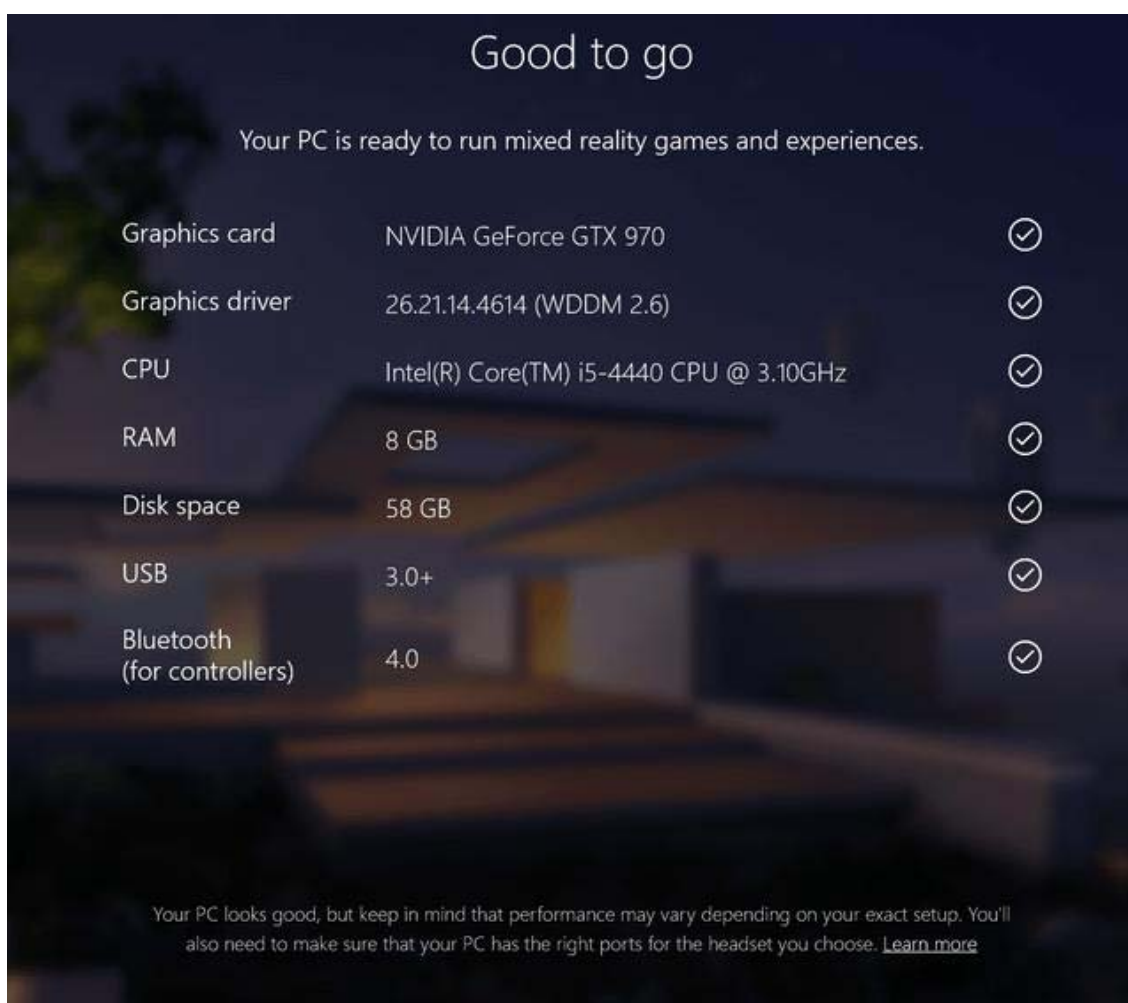 Good to go
Your PC is ready to run mixed reality games and experiences.
Graphics card NVIDIA GeForce GTX 970
Graphics driver 26.21.14.4614 (WDDM 2.6)
CPU Intel(R) Core(TM) i5-4440 CPU @ 3.10GHz
RAM 8 GB
Disk space 58 GB
USB 3.0+
Bluetooth
(for controllers) 4.0
Your PC looks good, but keep in mind that performance may vary depending on your exact setup. You'll
also need to make sure that your PC has the right ports for the headset you choose. Learn more